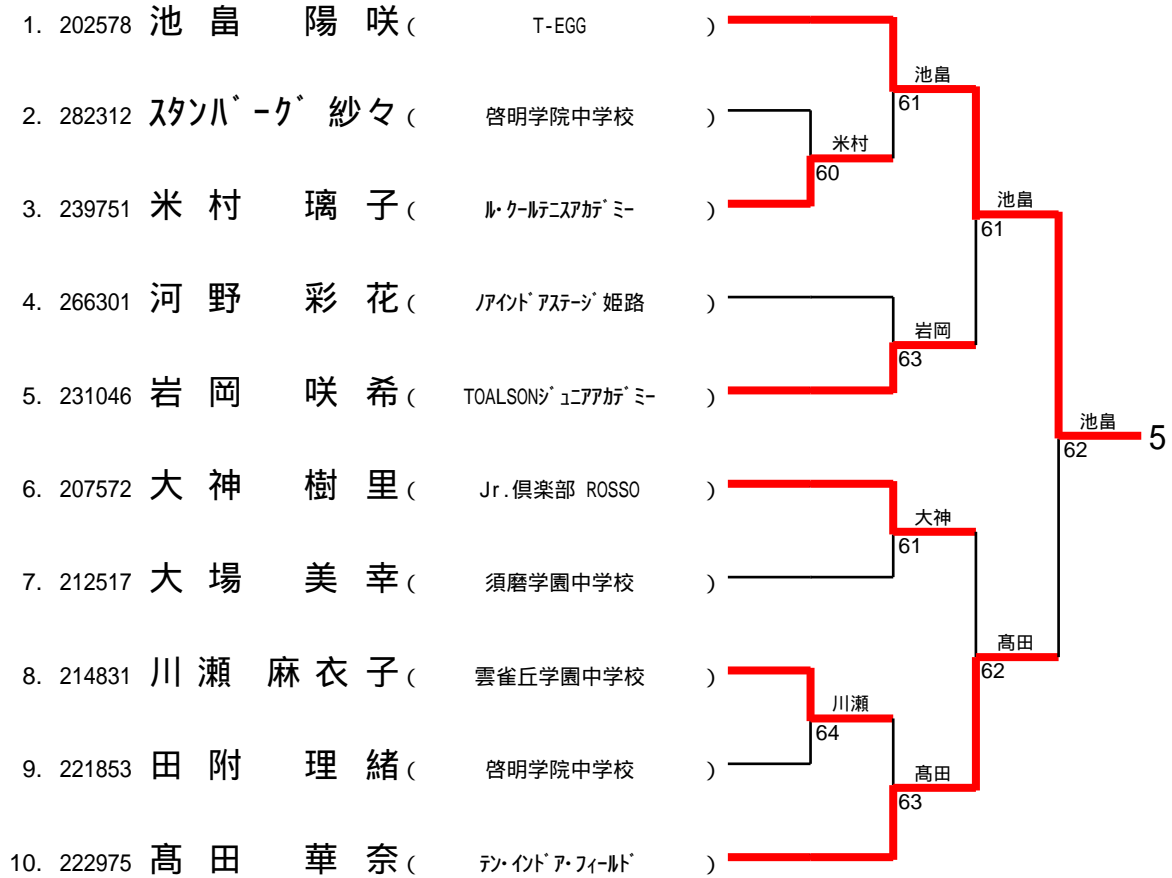 1. 202578 池畠 陽咲 ( T-EGG )
池畠
61
2. 282312 スタンバーグ 紗々 ( 啓明学院中学校 )
米村
60
3. 239751 米村 璃子 ( ル・クールテニスアカデミー )
池畠
61
4. 266301 河野 彩花 ( ノアインドアステージ姫路 )
岩岡
63
5. 231046 岩岡 咲希 ( TOALSONジュニアアカデミー )
池畠
62 5
6. 207572 大神 樹里 ( Jr.倶楽部 ROSSO )
大神
61
7. 212517 大場 美幸 ( 須磨学園中学校 )
髙田
62
8. 214831 川瀬 麻衣子 ( 雲雀丘学園中学校 )
川瀬
64
9. 221853 田附 理緒 ( 啓明学院中学校 )
髙田
63
10. 222975 髙田 華奈 ( テン・インドア・フィールド )